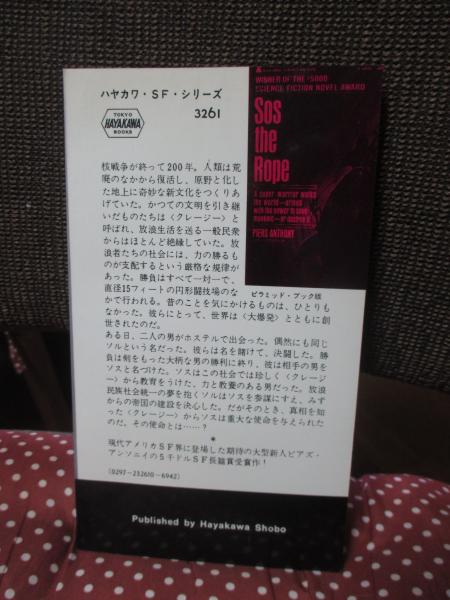 ハヤカワ・SF・シリーズ
TOKYO
HAYAKAWA
BOOKS
3261
WINNER OF THE $5000
SCIENCE FICTION NOVEL AWARD
Sos
the
Rope
A super warrior walks
the world—armed
with the power to save
mankind—or destroy it
PIERS ANTHONY
ピラミッド・ブック版
核戦争が終って200年。人類は荒
廃のなかから復活し、原野と化し
た地上に奇妙な新文化をつくりあ
げていた。かつての文明を引き継
いだものたちは〈クレージー〉と
呼ばれ、放浪生活を送る一般民衆
からはほとんど絶縁していた。放
浪者たちの社会には、力の勝るも
のが支配するという厳格な規律が
あった。勝負はすべて一対一で、
直径15フィートの円形闘技場のな
かで行われる。昔のことを気にかけるものは、ひとりも
なかった。彼らにとって、世界は〈大爆発〉とともに創
世されたのだ。
ある日、二人の男がホステルで出会った。偶然にも同じ
ソルという名だった。彼らは名を賭けて、決闘した。勝
負は剣をもった大柄な男の勝利に終り、彼は相手の男を
ソスと名づけた。ソスはこの社会では珍しく〈クレージ
ー〉から教育をうけた、力と教養のある男だった。放浪
民族社会統一の夢を抱くソルはソスを参謀にすえ、みず
からの帝国の建設を決心した。だがそのとき、真相を知
った〈クレージー〉からソスは重大な使命を与えられた
のだ。その使命とは……？
*
現代アメリカSF界に登場した期待の大型新人ピアズ・
アンソニイの5千ドルSF長篇賞受賞作！
(0297-232610-6942)
Published by Hayakawa Shobo